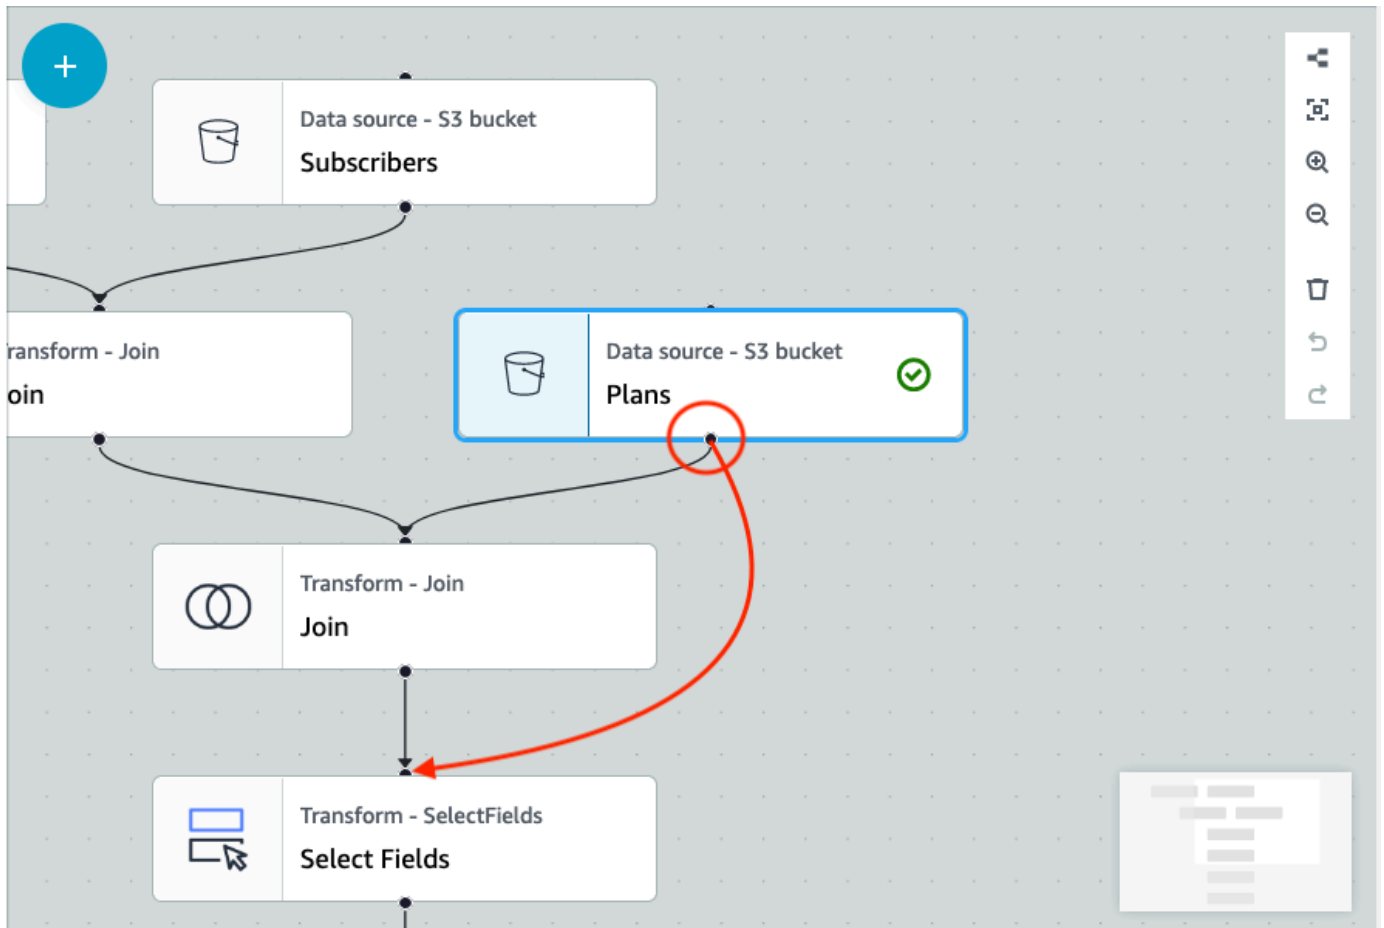 +
Data source - S3 bucket
Subscribers
ransform - Join
oin
Data source - S3 bucket
Plans
Transform - Join
Join
Transform - SelectFields
Select Fields